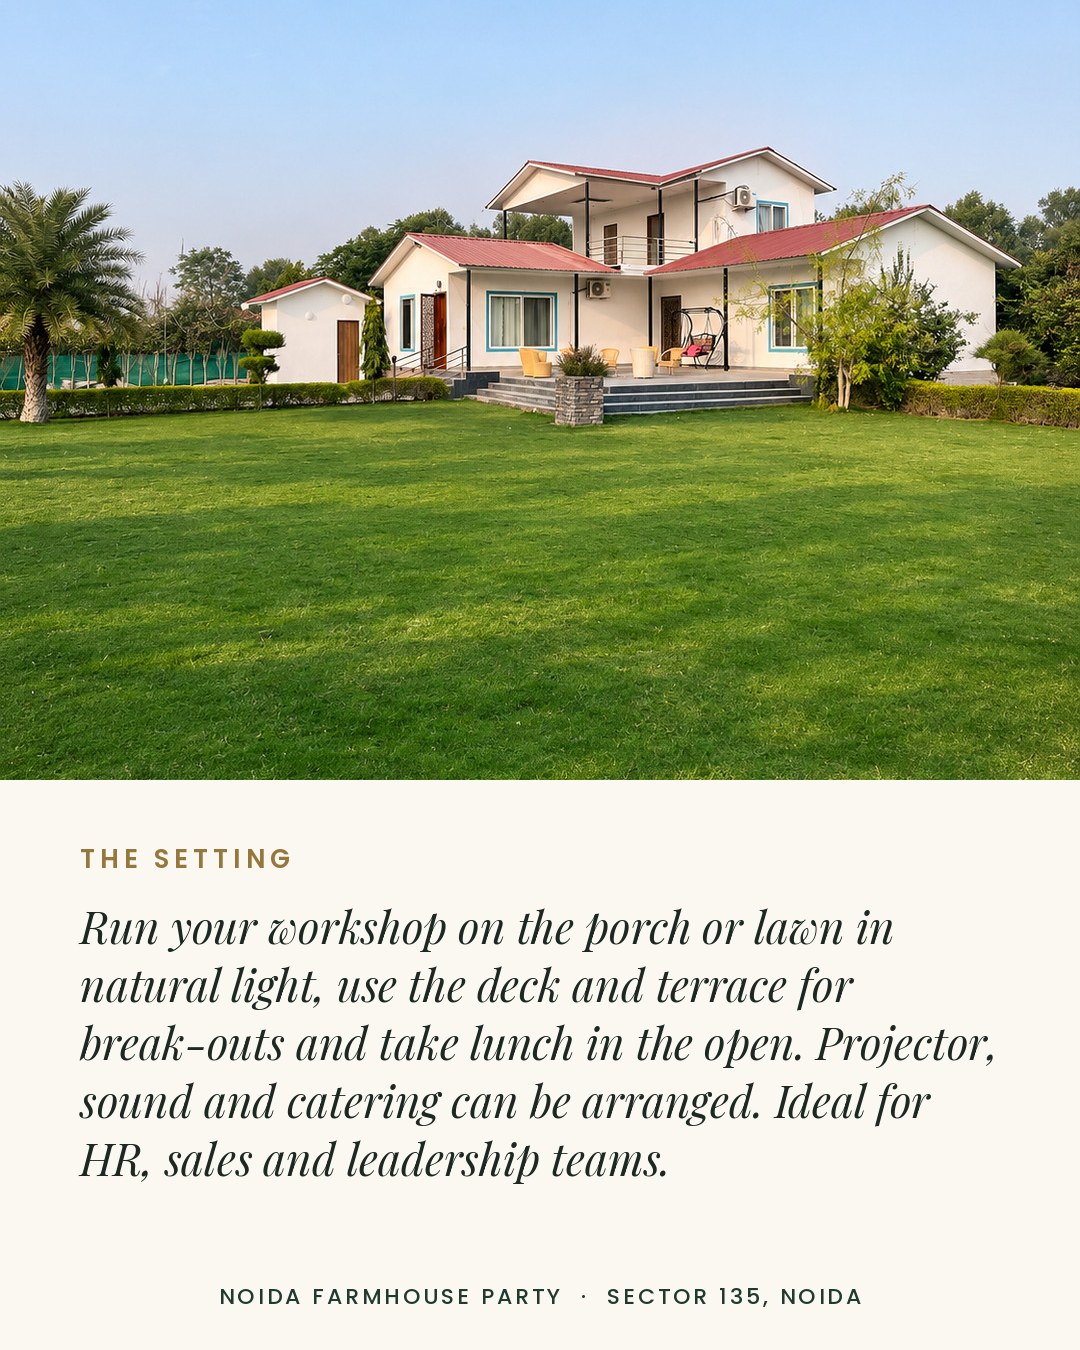 THE SETTING
Run your workshop on the porch or lawn in
natural light, use the deck and terrace for
break-outs and take lunch in the open. Projector,
sound and catering can be arranged. Ideal for
HR, sales and leadership teams.
NOIDA FARMHOUSE PARTY · SECTOR 135, NOIDA